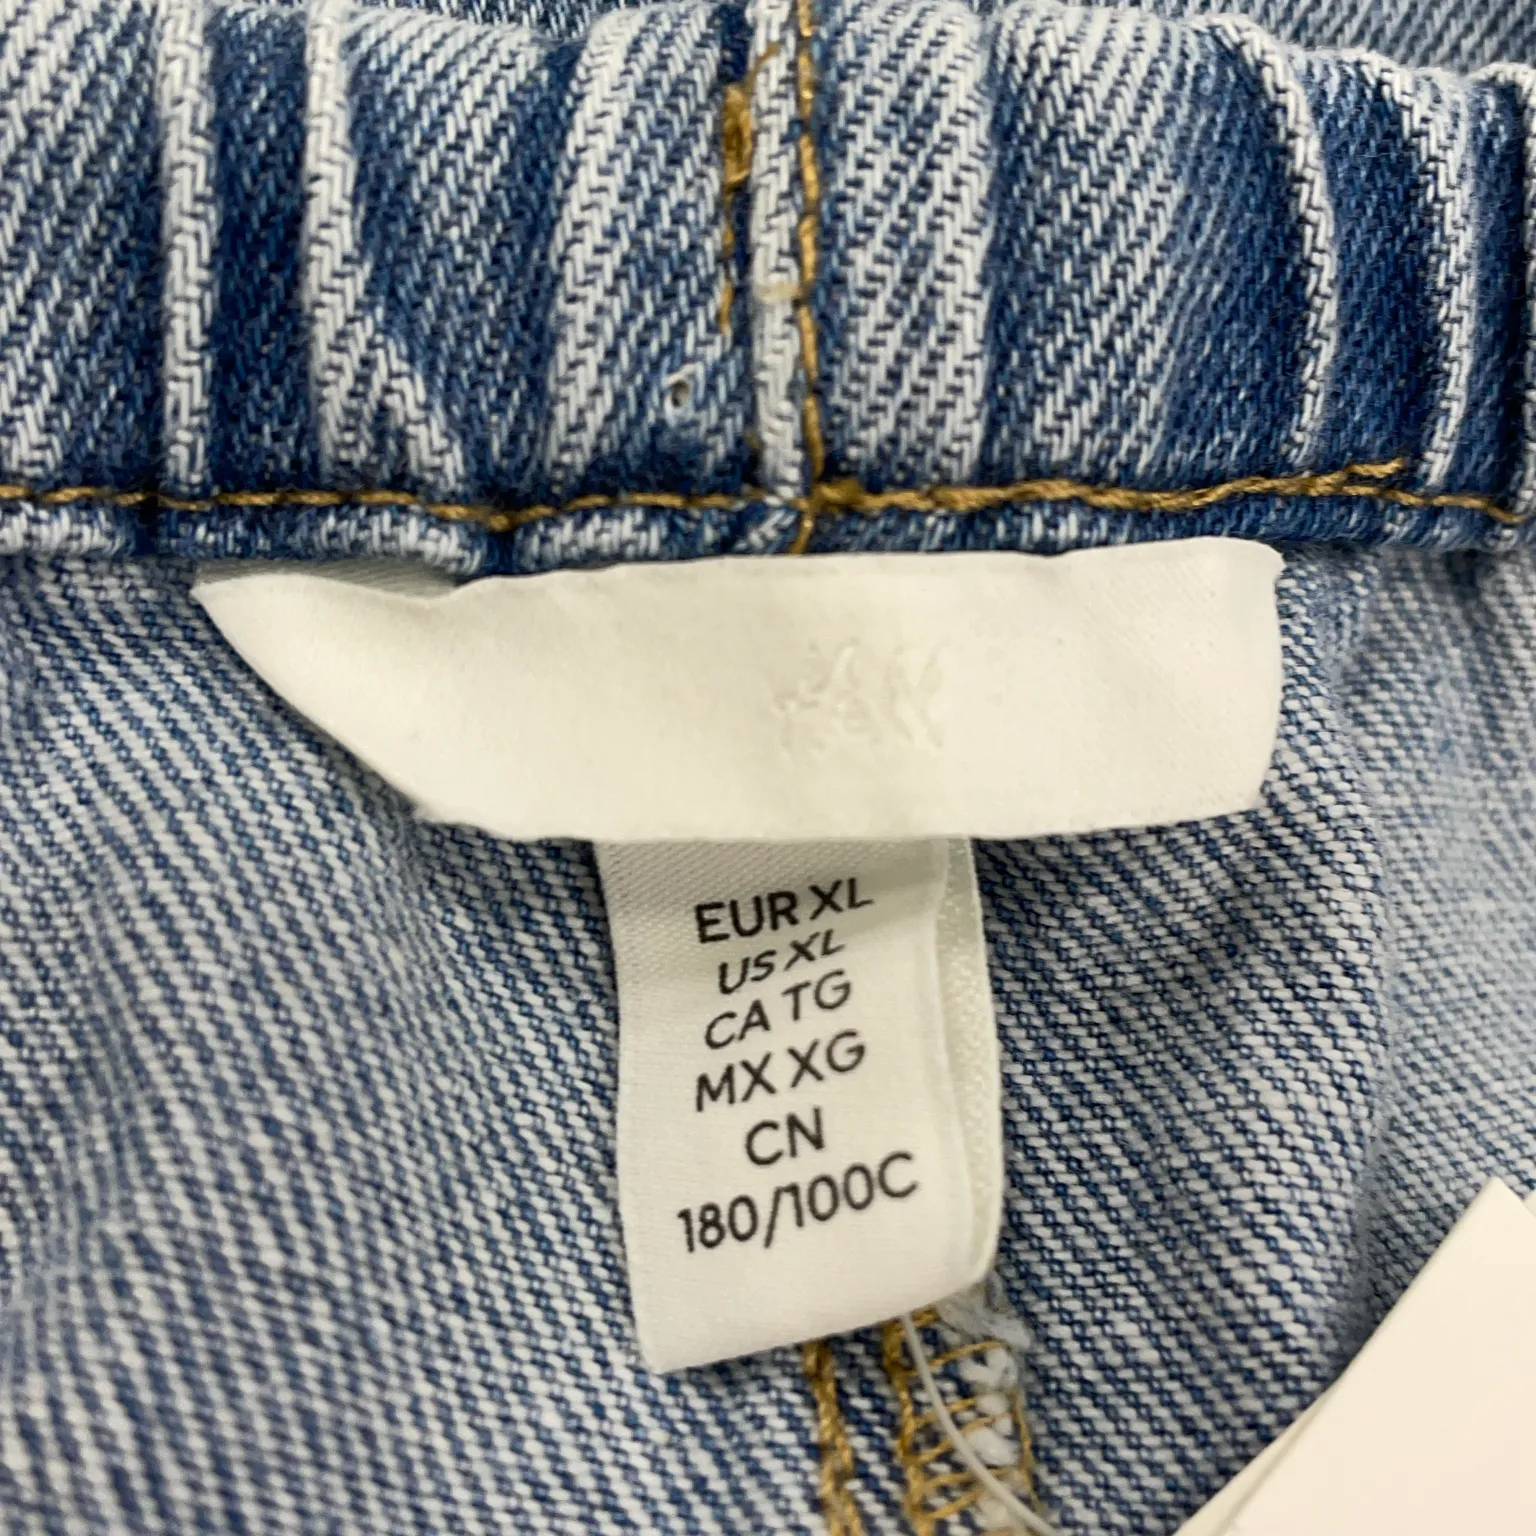 EUR XL
US XL
CA TG
MX XG
CN
180/100C